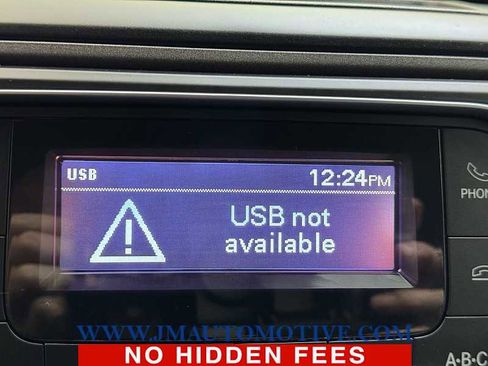 USB 12:24PM
USB not
available
PHON
WWW.JMAUTOMOTIVE.COM
NO HIDDEN FEES
A·B·C